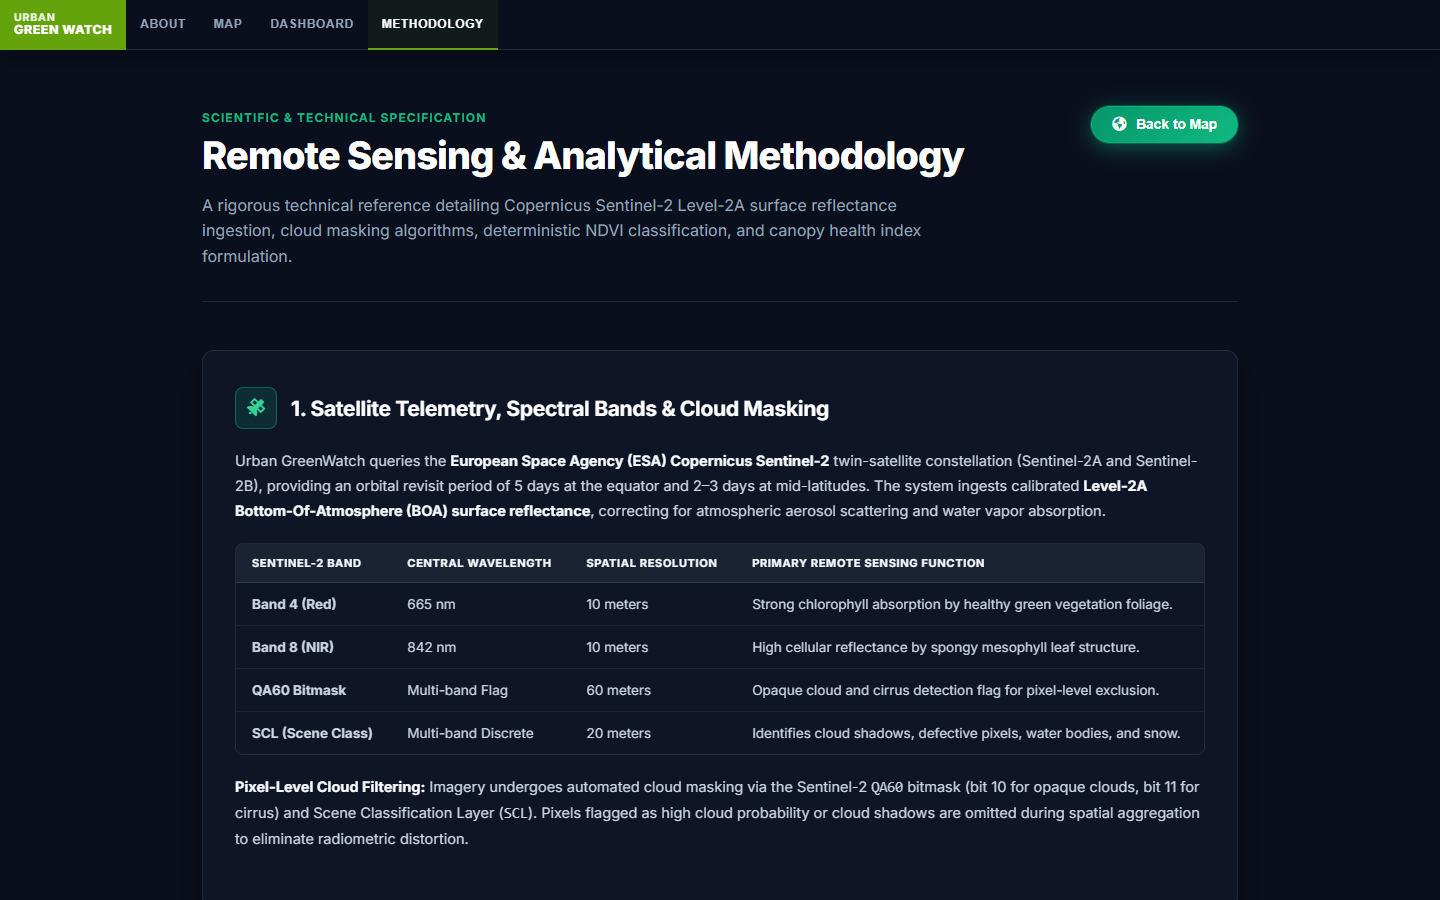 URBAN
GREEN WATCH
ABOUT
MAP
DASHBOARD
METHODOLOGY
SCIENTIFIC & TECHNICAL SPECIFICATION
Back to Map
Remote Sensing & Analytical Methodology
A rigorous technical reference detailing Copernicus Sentinel-2 Level-2A surface reflectance
ingestion, cloud masking algorithms, deterministic NDVI classification, and canopy health index
formulation.
1. Satellite Telemetry, Spectral Bands & Cloud Masking
Urban GreenWatch queries the European Space Agency (ESA) Copernicus Sentinel-2 twin-satellite constellation (Sentinel-2A and Sentinel-
2B), providing an orbital revisit period of 5 days at the equator and 2–3 days at mid-latitudes. The system ingests calibrated Level-2A
Bottom-Of-Atmosphere (BOA) surface reflectance, correcting for atmospheric aerosol scattering and water vapor absorption.
SENTINEL-2 BAND CENTRAL WAVELENGTH SPATIAL RESOLUTION PRIMARY REMOTE SENSING FUNCTION
Band 4 (Red) 665 nm 10 meters Strong chlorophyll absorption by healthy green vegetation foliage.
Band 8 (NIR) 842 nm 10 meters High cellular reflectance by spongy mesophyll leaf structure.
QA60 Bitmask Multi-band Flag 60 meters Opaque cloud and cirrus detection flag for pixel-level exclusion.
SCL (Scene Class) Multi-band Discrete 20 meters Identifies cloud shadows, defective pixels, water bodies, and snow.
Pixel-Level Cloud Filtering: Imagery undergoes automated cloud masking via the Sentinel-2 QA60 bitmask (bit 10 for opaque clouds, bit 11 for
cirrus) and Scene Classification Layer (SCL). Pixels flagged as high cloud probability or cloud shadows are omitted during spatial aggregation
to eliminate radiometric distortion.